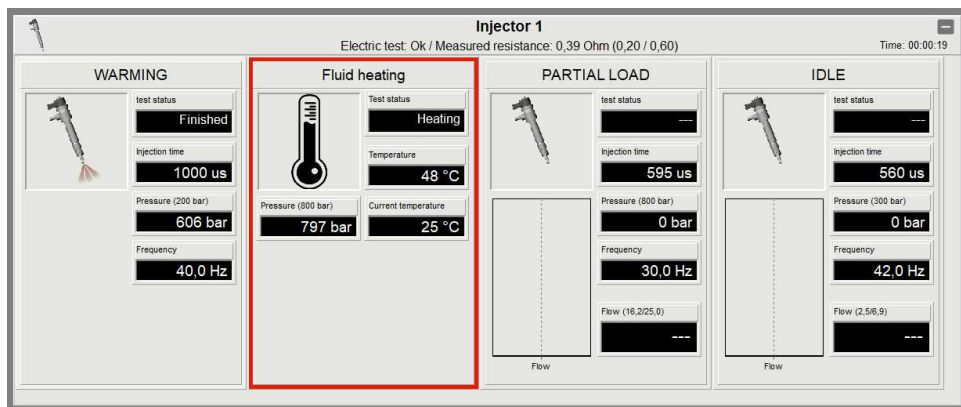 Injector 1
Electric test: Ok / Measured resistance: 0,39 Ohm (0,20 / 0,60)
Time: 00:00:19
WARMING
test status
Finished
Injection time
1000 us
Pressure (200 bar)
606 bar
Frequency
40,0 Hz
Fluid heating
Test status
Heating
Temperature
48 °C
Pressure (800 bar)
797 bar
Current temperature
25 °C
PARTIAL LOAD
test status
---
Injection time
595 us
Pressure (800 bar)
0 bar
Frequency
30,0 Hz
Flow (16,2/25,0)
---
Flow
IDLE
test status
---
Injection time
560 us
Pressure (300 bar)
0 bar
Frequency
42,0 Hz
Flow (2,5/6,9)
---
Flow